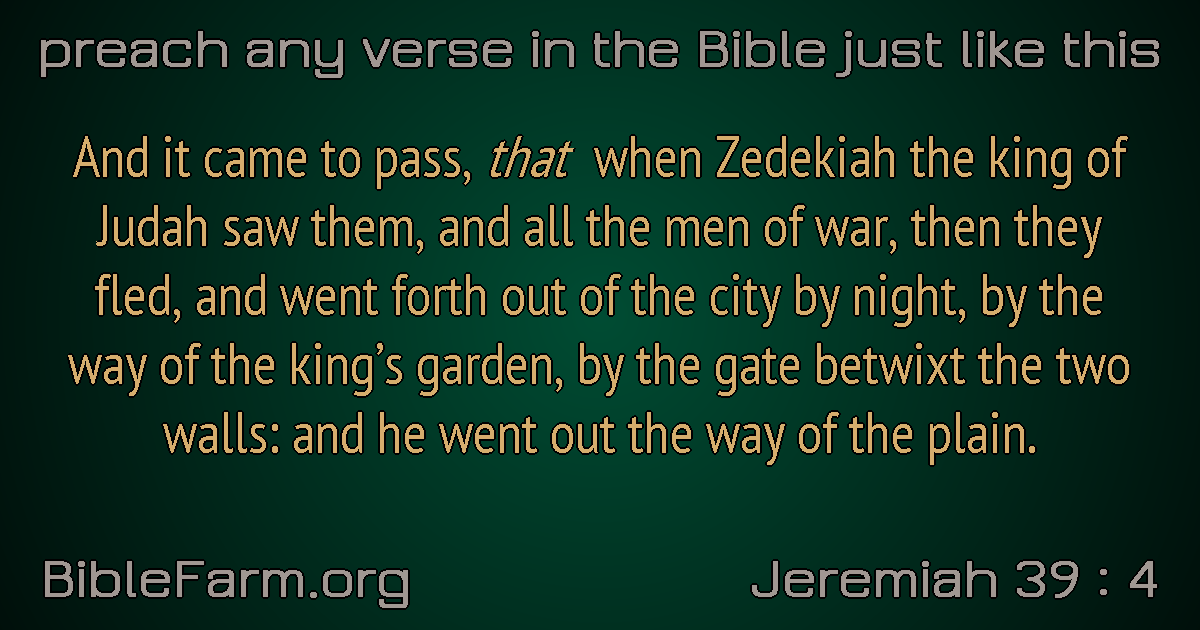 preach any verse in the Bible just like this
And it came to pass, that when Zedekiah the king of
Judah saw them, and all the men of war, then they
fled, and went forth out of the city by night, by the
way of the king’s garden, by the gate betwixt the two
walls: and he went out the way of the plain.
BibleFarm.org
Jeremiah 39 : 4